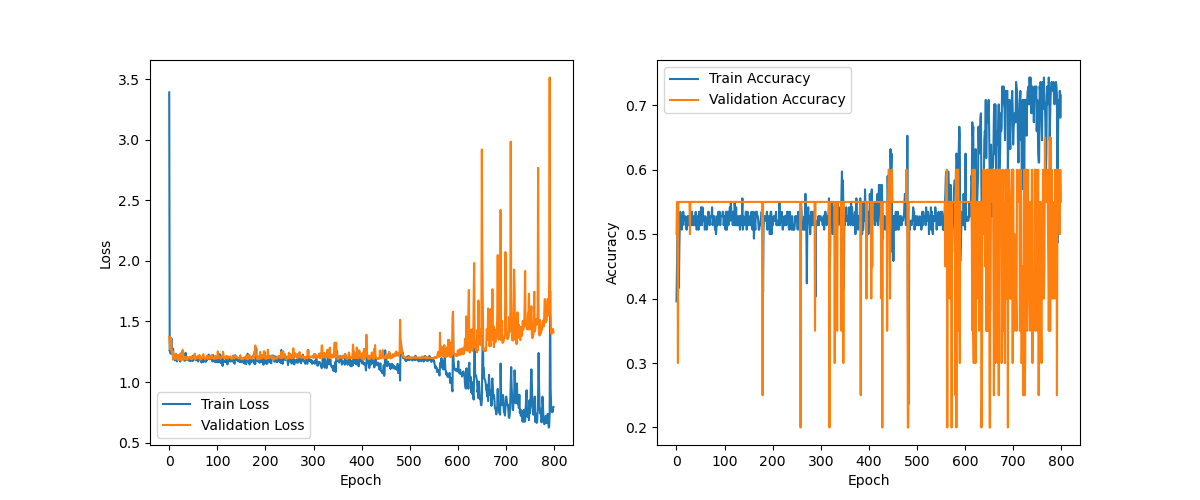 3.5
3.0
2.5
2.0
1.5
1.0
0.5
Loss
Train Loss
Validation Loss
0 100 200 300 400 500 600 700 800
Epoch
Train Accuracy
Validation Accuracy
0.7
0.6
0.5
0.4
0.3
0.2
Accuracy
0 100 200 300 400 500 600 700 800
Epoch